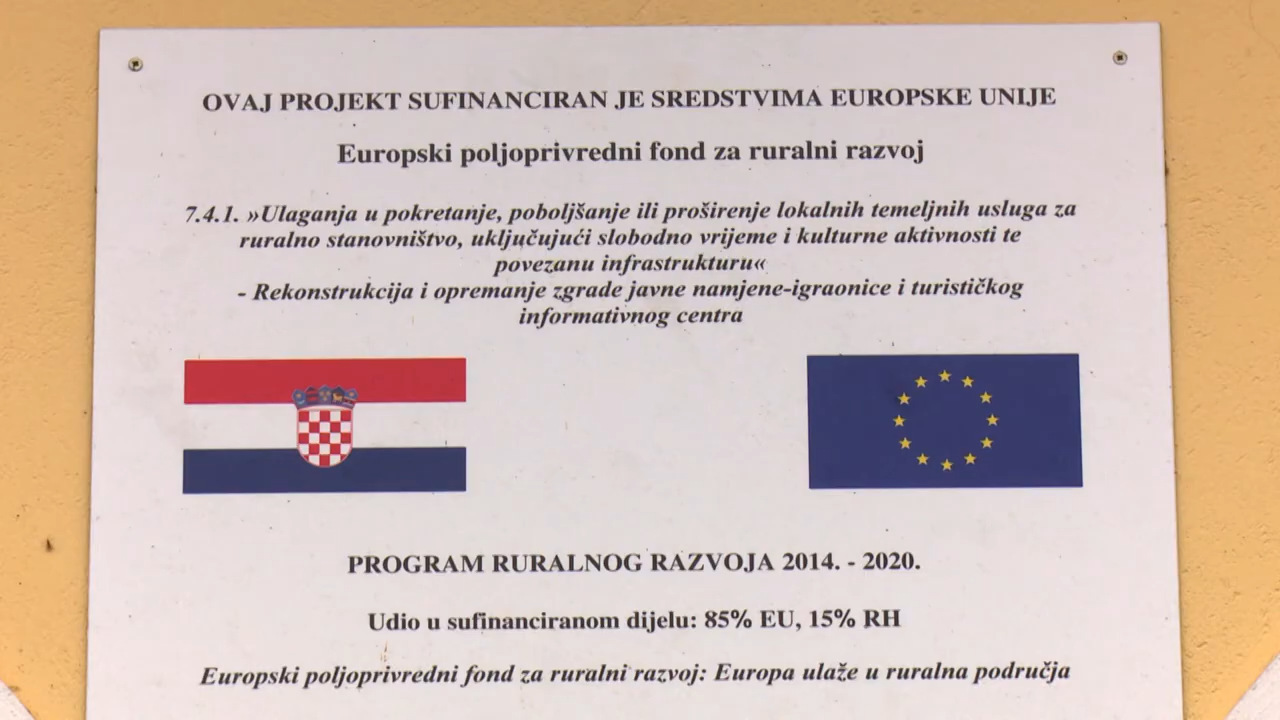 OVAJ PROJEKT SUFINANCIRAN JE SREDSTVIMA EUROPSKE UNIJE
Europski poljoprivredni fond za ruralni razvoj
7.4.1. »Ulaganja u pokretanje, poboljšanje ili proširenje lokalnih temeljnih usluga za
ruralno stanovništvo, uključujući slobodno vrijeme i kulturne aktivnosti te
povezanu infrastrukturu«
- Rekonstrukcija i opremanje zgrade javne namjene-igraonice i turističkog
informativnog centra
PROGRAM RURALNOG RAZVOJA 2014. - 2020.
Udio u sufinanciranom dijelu: 85% EU, 15% RH
Europski poljoprivredni fond za ruralni razvoj: Europa ulaže u ruralna područja